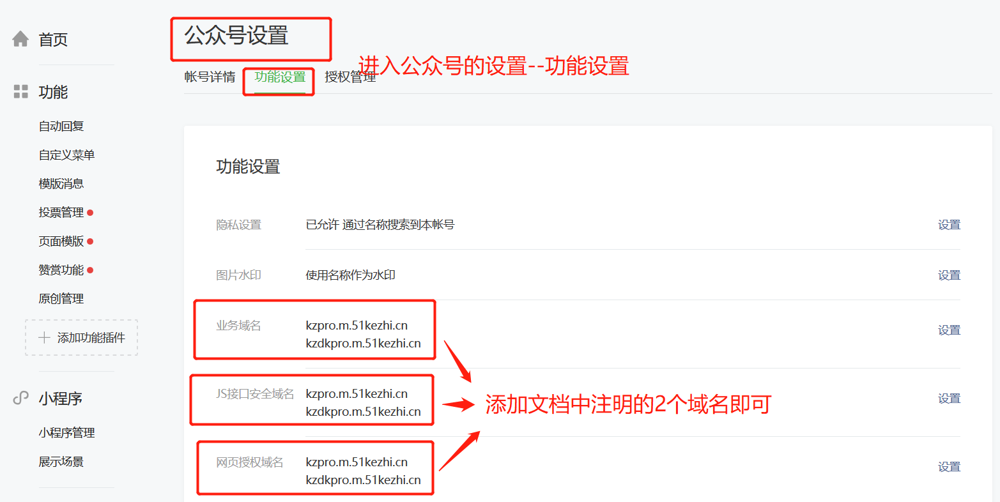 首页
功能
自动回复
自定义菜单
模版消息
投票管理
页面模版
赞赏功能
原创管理
添加功能插件
小程序
小程序管理
展示场景
公众号设置
进入公众号的设置--功能设置
帐号详情 功能设置 授权管理
功能设置
隐私设置 已允许 通过名称搜索到本帐号 设置
图片水印 使用名称作为水印 设置
业务域名 kzpro.m.51kezhi.cn 设置
kzdkpro.m.51kezhi.cn
JS接口安全域名 kzpro.m.51kezhi.cn 设置
kzdkpro.m.51kezhi.cn
添加文档中注明的2个域名即可
网页授权域名 kzpro.m.51kezhi.cn 设置
kzdkpro.m.51kezhi.cn